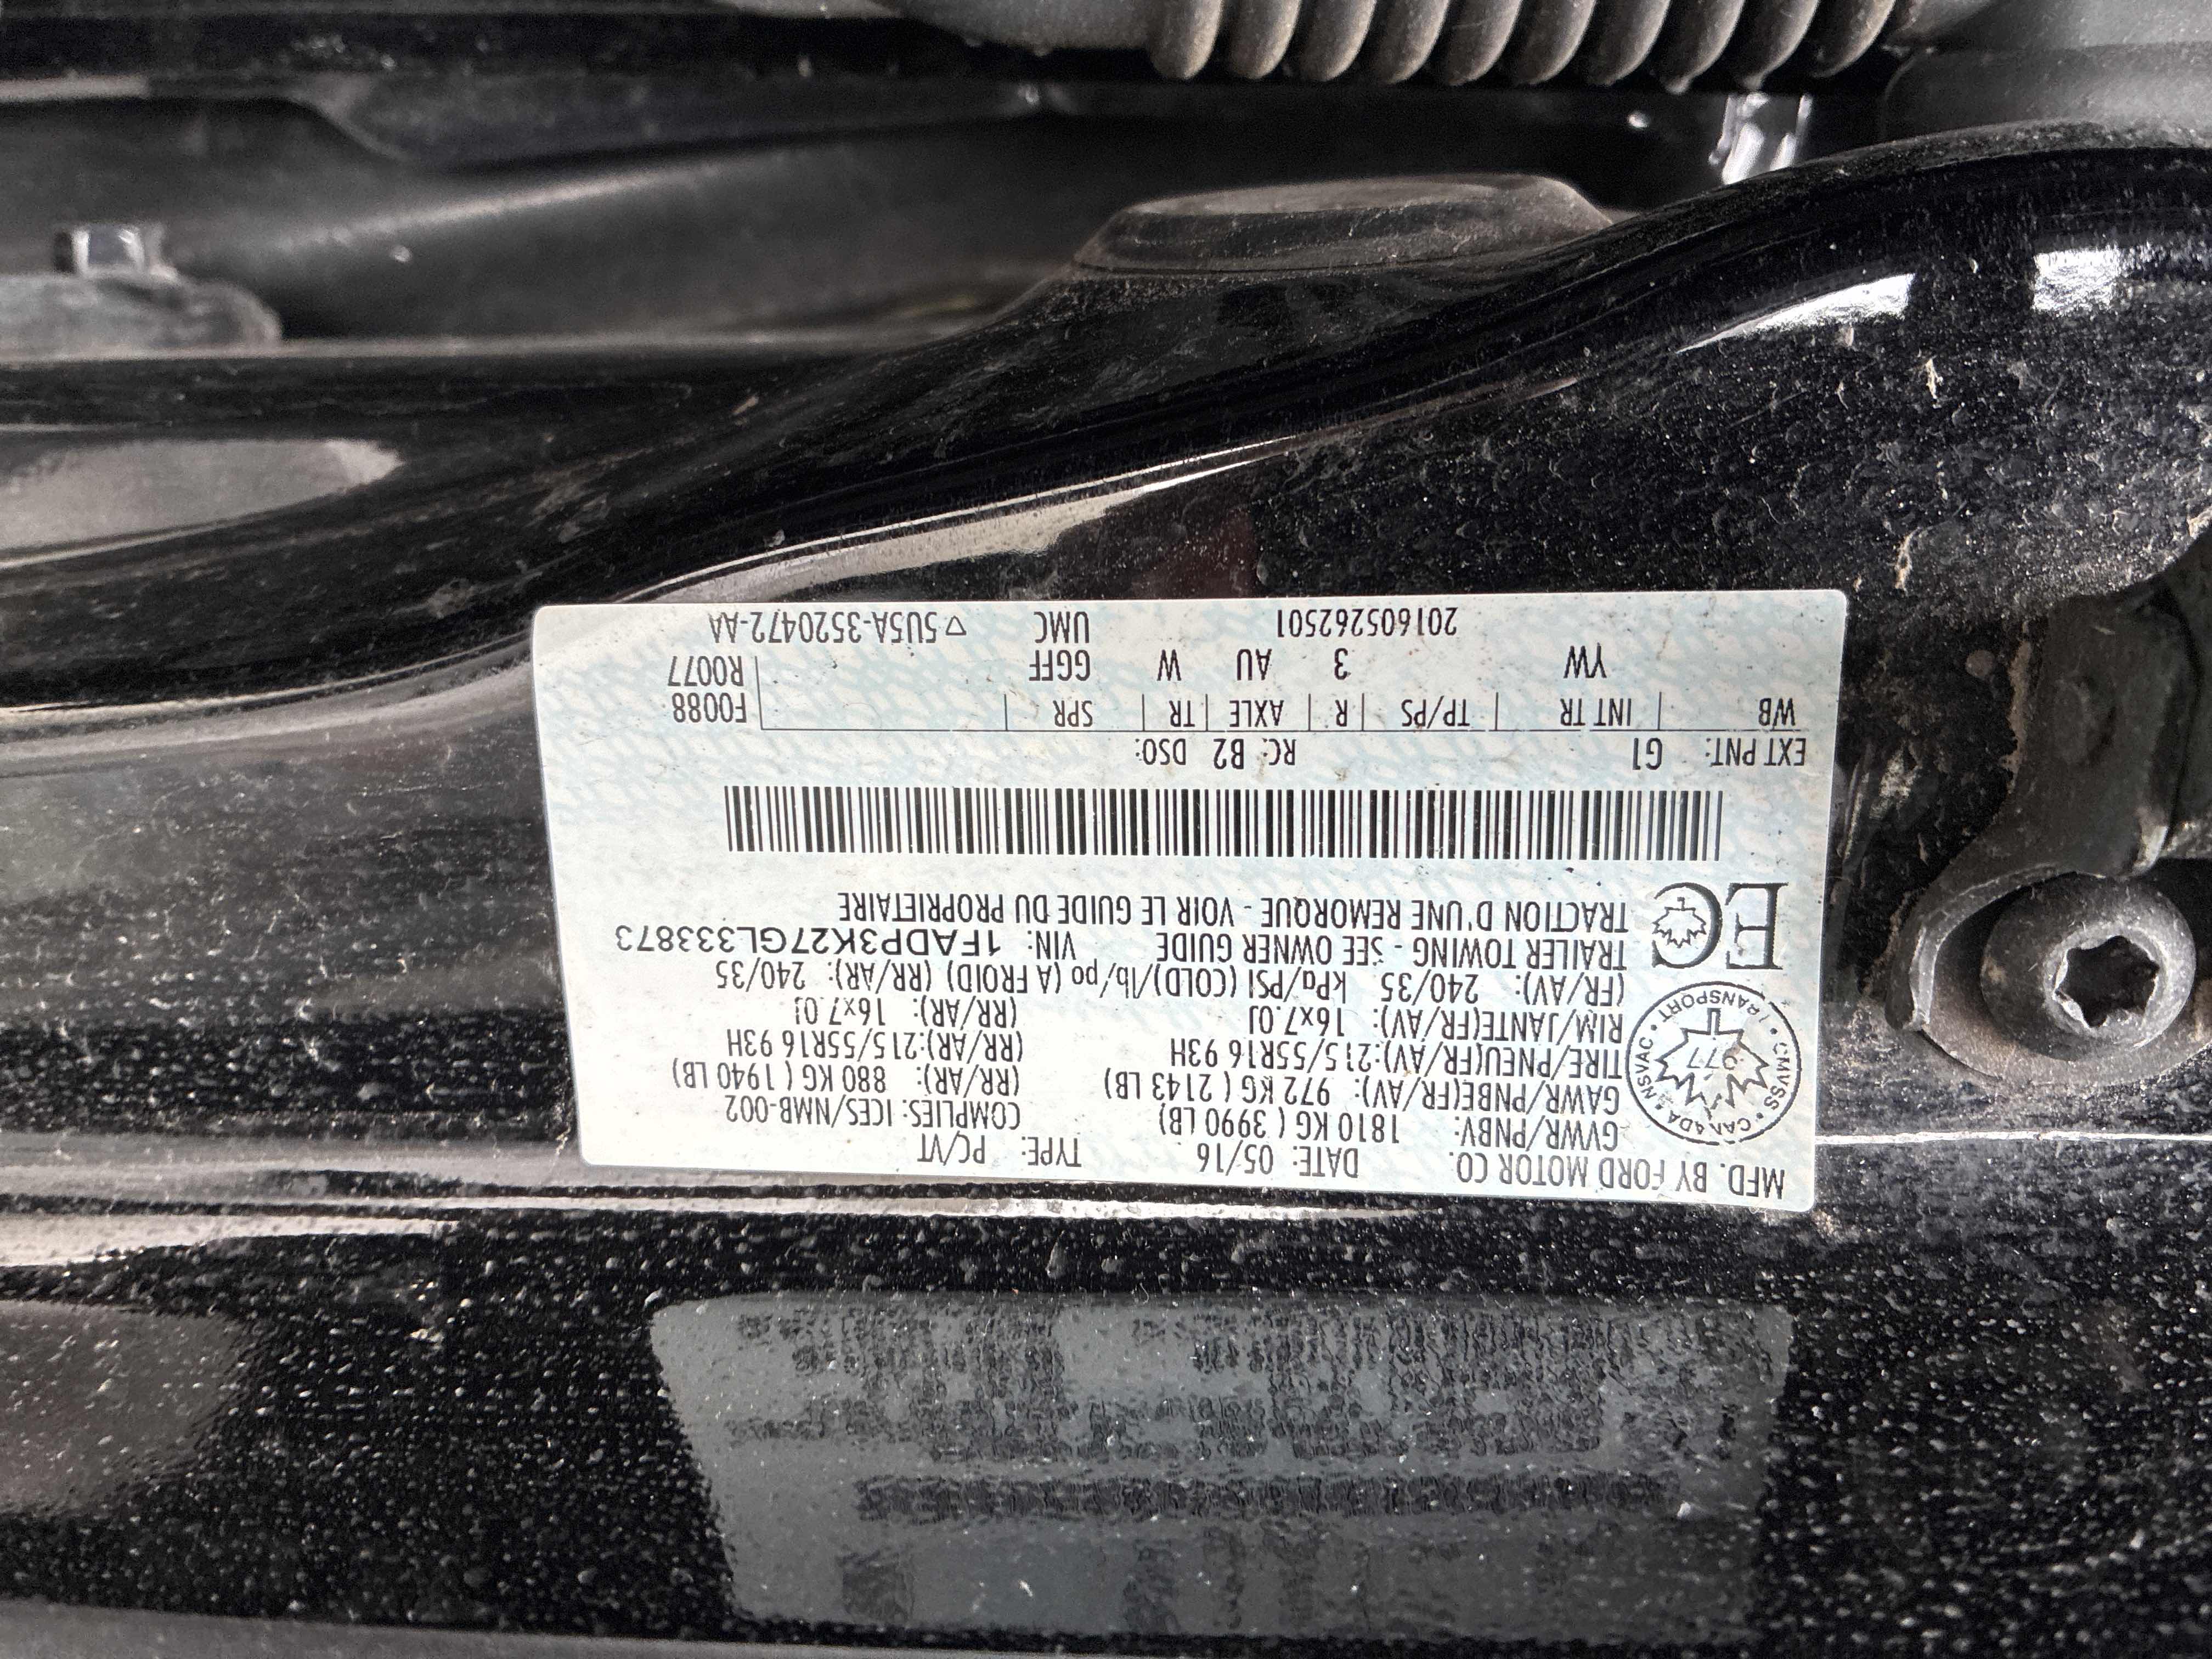 MFD. BY FORD MOTOR CO. DATE: 05/16 TYPE: PC/VT
GVWR/PNBV: 1810 KG ( 3990 LB) COMPLIES: ICES/NMB-002
GAWR/PNBE(FR/AV): 972 KG ( 2143 LB) (RR/AR): 880 KG ( 1940 LB)
TIRE/PNEU(FR/AV):215/55R16 93H (RR/AR):215/55R16 93H
RIM/JANTE(FR/AV): 16x7.0J (RR/AR): 16x7.0J
(FR/AV): 240/35 kPa/PSI (COLD)/lb/po (A FROID) (RR/AR): 240/35
TRAILER TOWING - SEE OWNER GUIDE VIN: 1FADP3K27GL333873
TRACTION D'UNE REMORQUE - VOIR LE GUIDE DU PROPRIETAIRE
CANADA • CMVSS • TRANSPORT • NSVAC •
C77
EC
EXT PNT: G1 RC: B2 DSO:
WB INT TR TP/PS R AXLE TR SPR F0088
YW 3 AU W GGFF R0077
201605262501 UMC ▽ 5U5A-3520472-AA